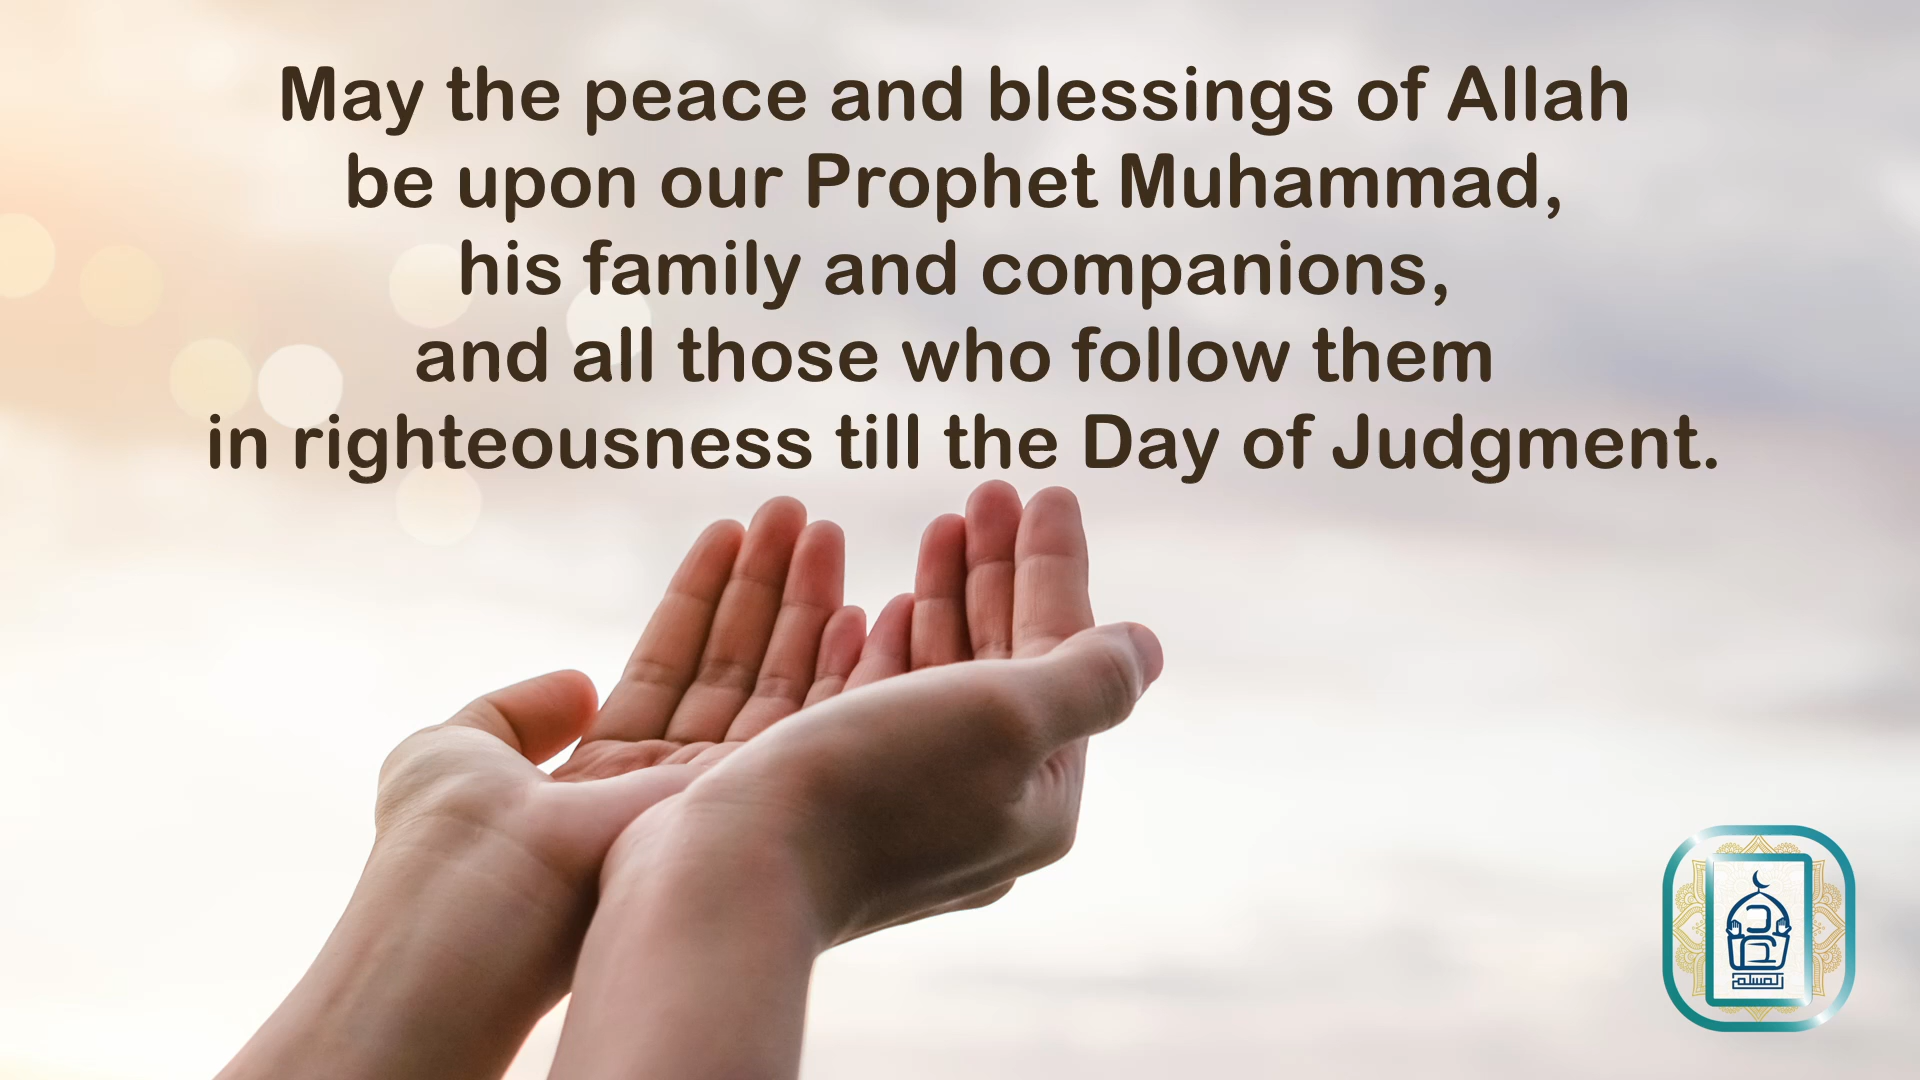 May the peace and blessings of Allah
be upon our Prophet Muhammad,
his family and companions,
and all those who follow them
in righteousness till the Day of Judgment.
المسلم